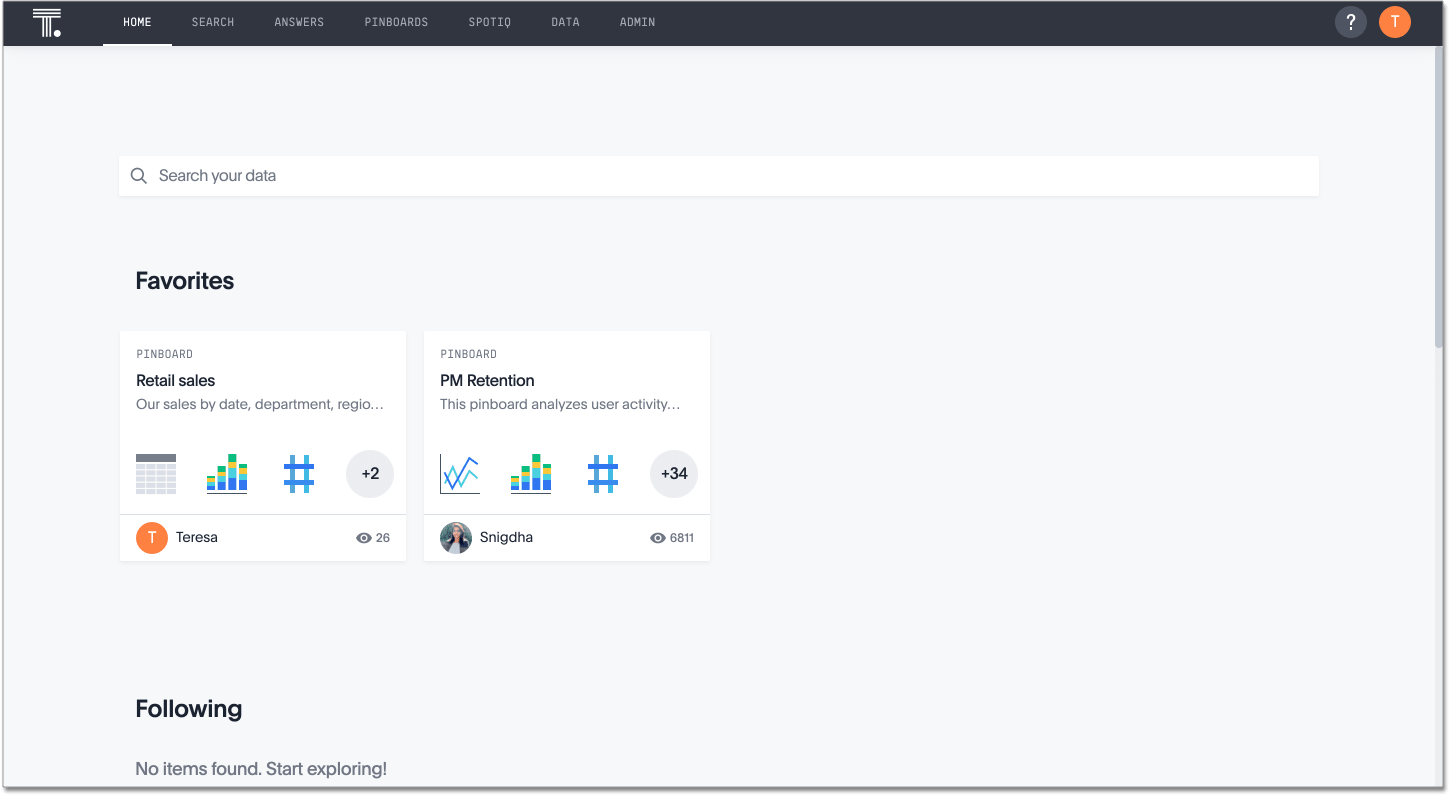 T. HOME SEARCH ANSWERS PINBOARDS SPOTIQ DATA ADMIN ? T
Search your data
Favorites
PINBOARD
Retail sales
Our sales by date, department, regio...
+2
T Teresa 26
PINBOARD
PM Retention
This pinboard analyzes user activity...
+34
Snigdha 6811
Following
No items found. Start exploring!